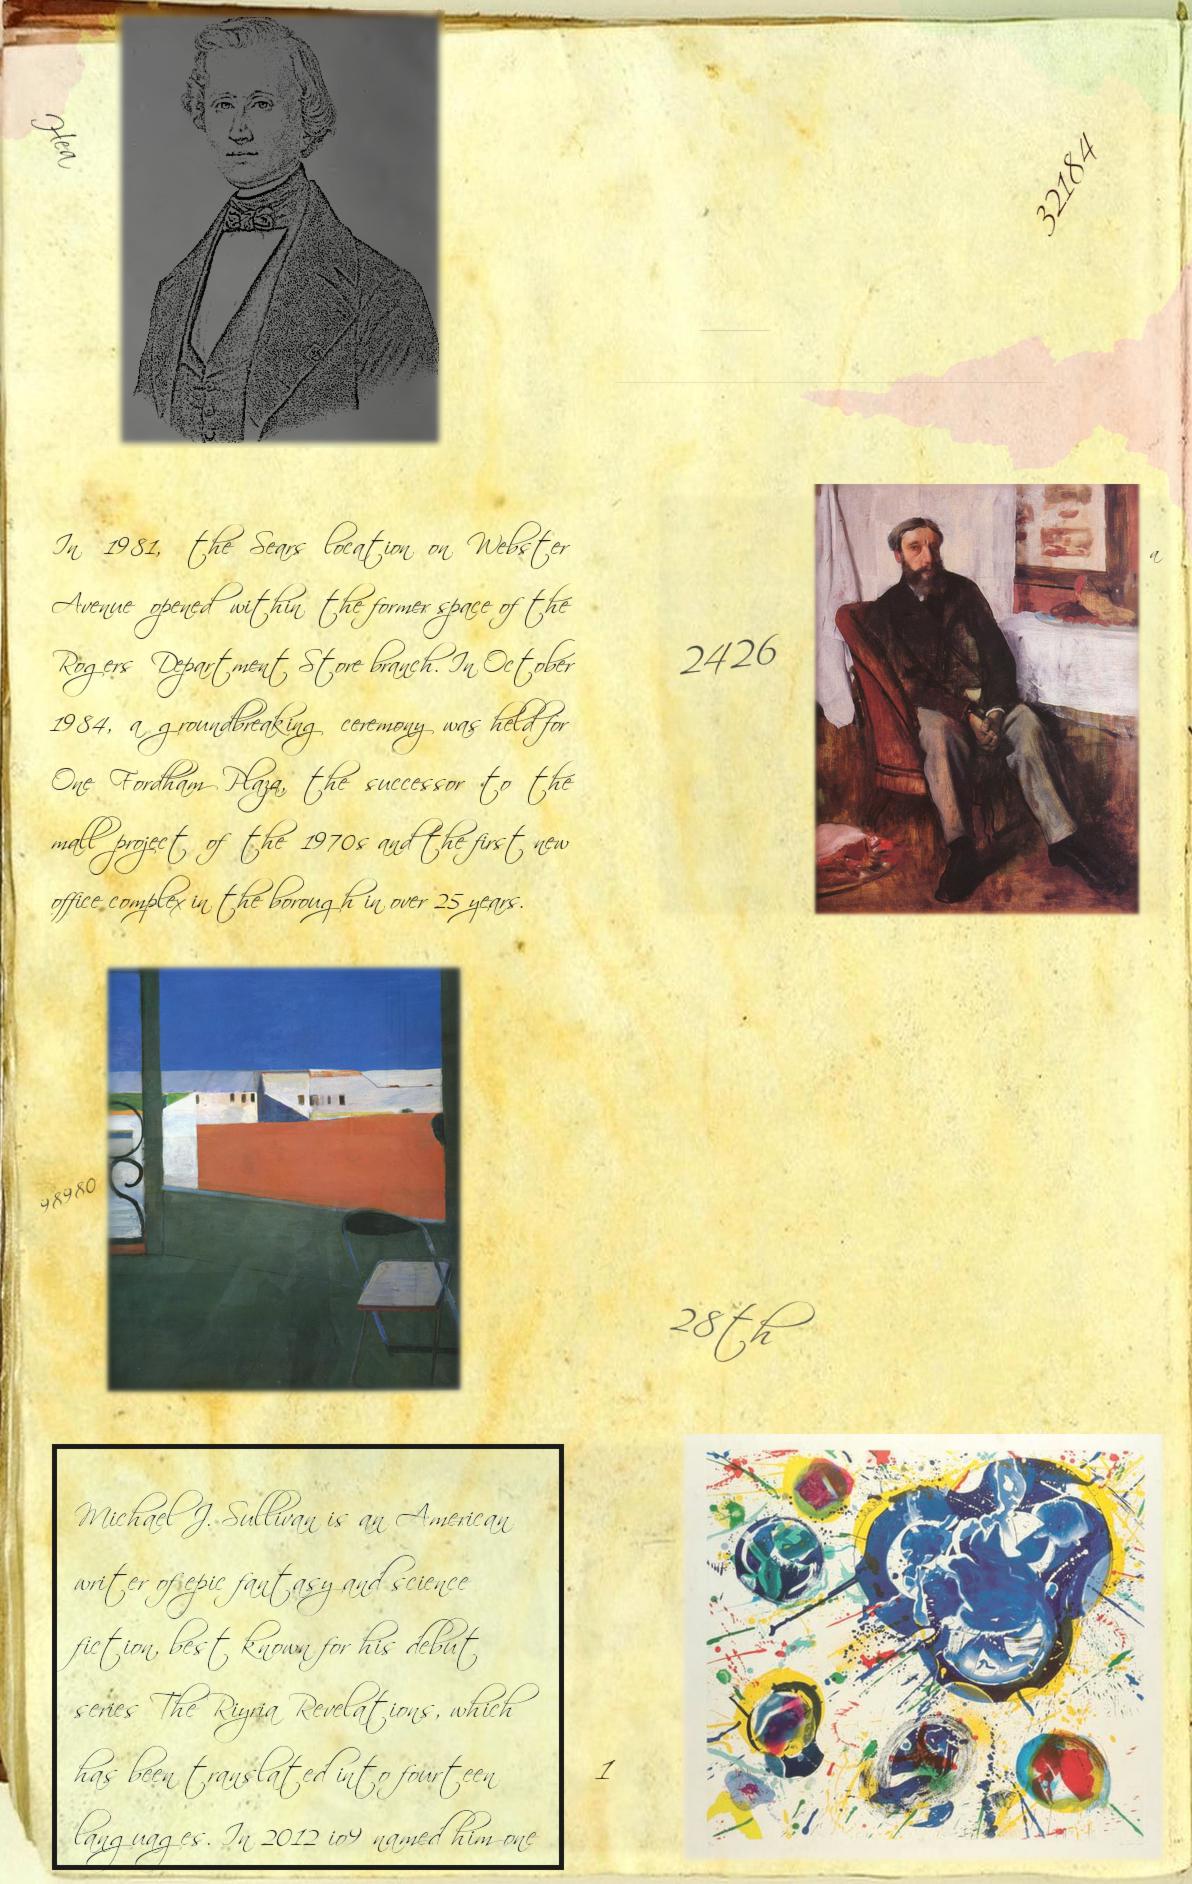 Hea
32184
In 1981, the Sears location on Webster
Avenue opened within the former space of the
Rogers Department Store branch. In October
1984, a groundbreaking ceremony was held for
One Fordham Plaza, the successor to the
mall project of the 1970s and the first new
office complex in the borough in over 25 years.
a
2426
98980
28th
Michael J. Sullivan is an American
writer of epic fantasy and science
fiction, best known for his debut
series The Riyria Revelations, which
has been translated into fourteen
languages. In 2012 io9 named him one
1